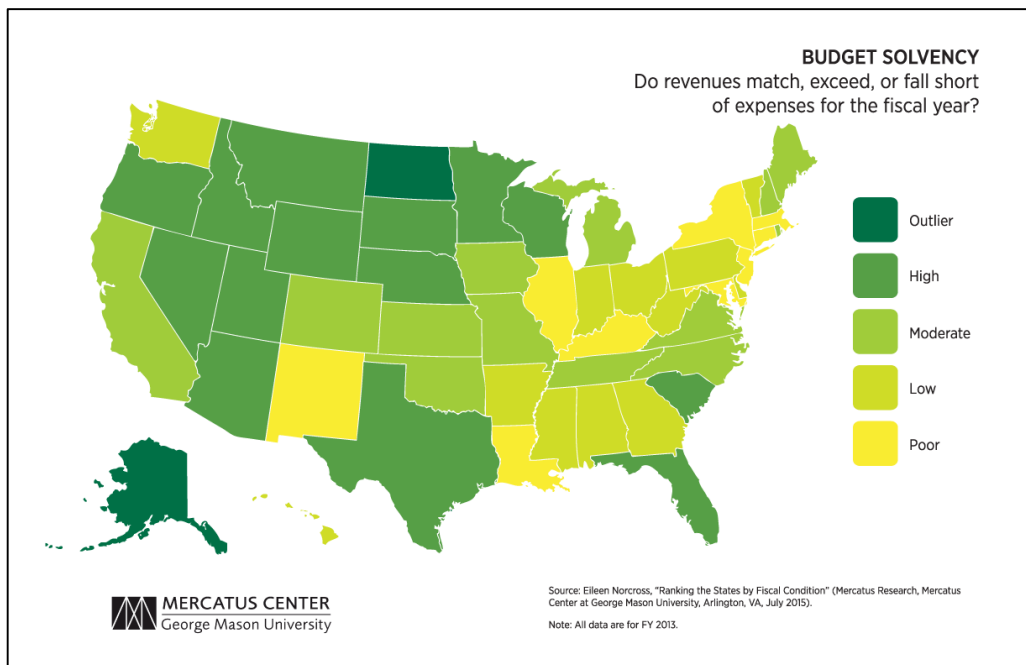 BUDGET SOLVENCY
Do revenues match, exceed, or fall short
of expenses for the fiscal year?
Outlier
High
Moderate
Low
Poor
MERCATUS CENTER
George Mason University
Source: Eileen Norcross, "Ranking the States by Fiscal Condition" (Mercatus Research, Mercatus
Center at George Mason University, Arlington, VA, July 2015).
Note: All data are for FY 2013.